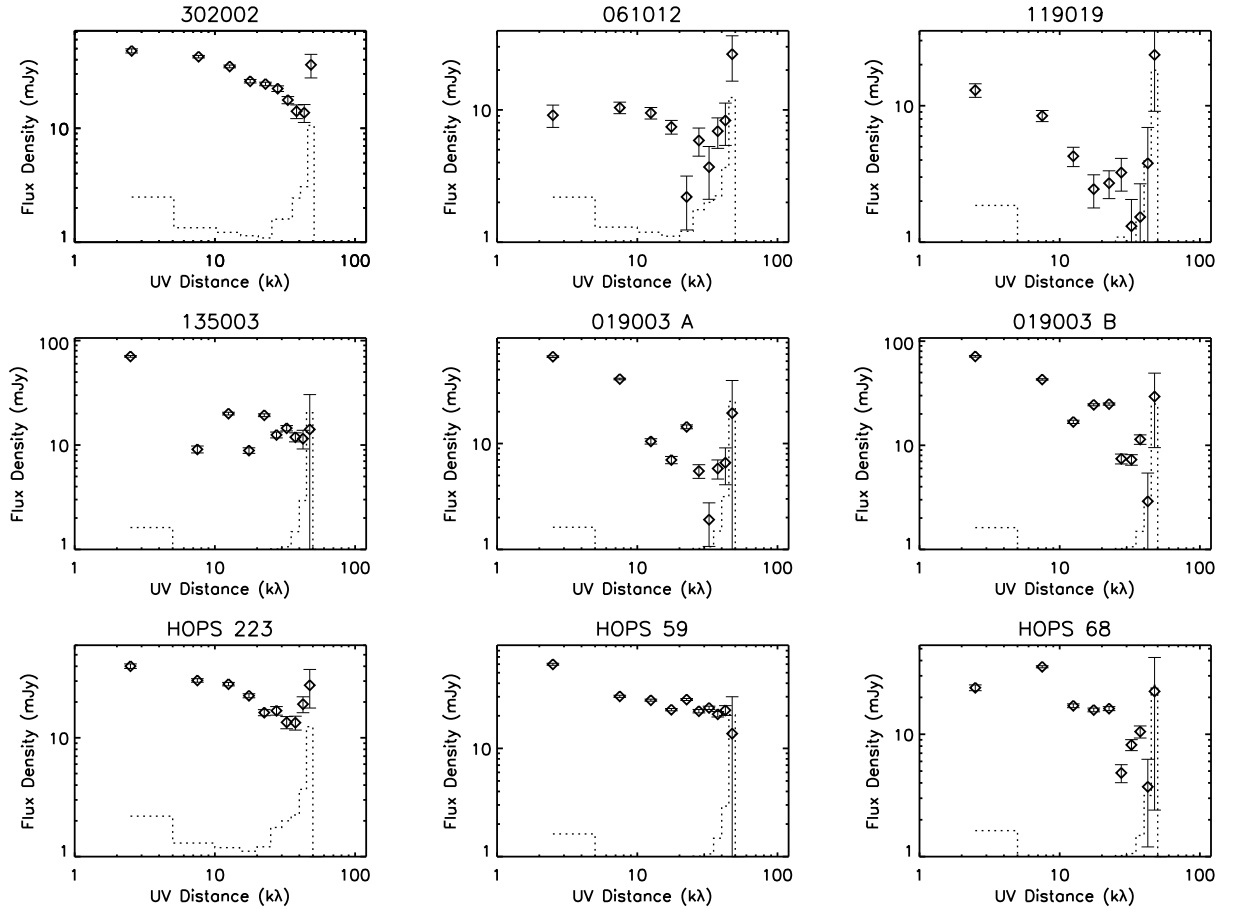 302002
061012
119019
Flux Density (mJy)
10
1
1
10
100
UV Distance (kλ)
Flux Density (mJy)
10
1
1
10
100
UV Distance (kλ)
Flux Density (mJy)
10
1
1
10
100
UV Distance (kλ)
135003
019003 A
019003 B
Flux Density (mJy)
100
10
1
1
10
100
UV Distance (kλ)
Flux Density (mJy)
10
1
1
10
100
UV Distance (kλ)
Flux Density (mJy)
100
10
1
1
10
100
UV Distance (kλ)
HOPS 223
HOPS 59
HOPS 68
Flux Density (mJy)
10
1
1
10
100
UV Distance (kλ)
Flux Density (mJy)
10
1
1
10
100
UV Distance (kλ)
Flux Density (mJy)
10
1
1
10
100
UV Distance (kλ)